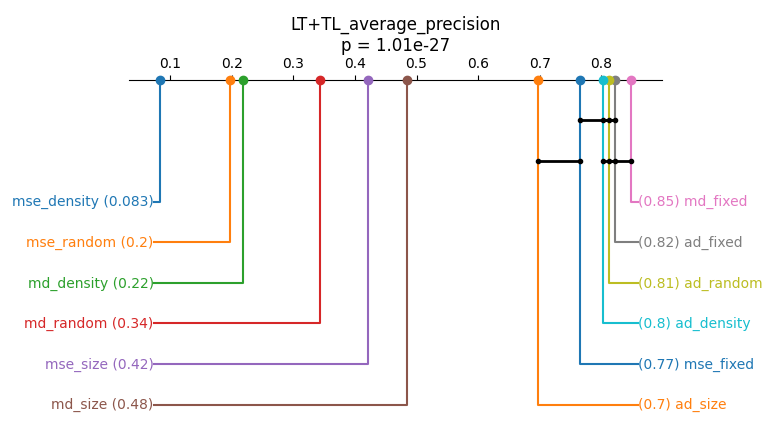 LT+TL_average_precision
p = 1.01e-27
0.1 0.2 0.3 0.4 0.5 0.6 0.7 0.8
mse_density (0.083) (0.85) md_fixed
mse_random (0.2) (0.82) ad_fixed
md_density (0.22) (0.81) ad_random
md_random (0.34) (0.8) ad_density
mse_size (0.42) (0.77) mse_fixed
md_size (0.48) (0.7) ad_size